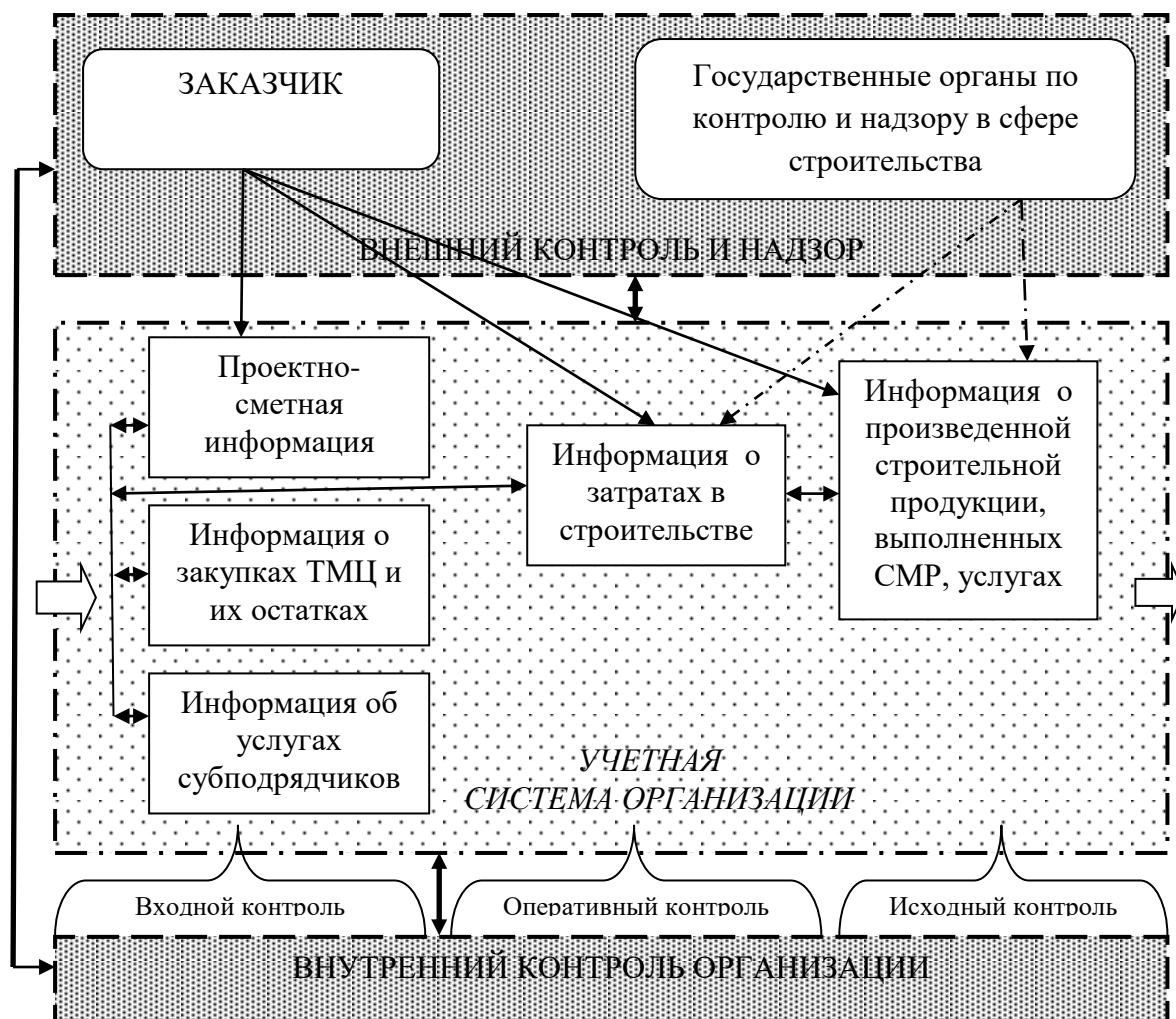 ЗАКАЗЧИК
Государственные органы по
контролю и надзору в сфере
строительства
ВНЕШНИЙ КОНТРОЛЬ И НАДЗОР
Проектно-
сметная
информация
Информация о
затратах в
строительстве
Информация о
произведенной
строительной
продукции,
выполненных
СМР, услугах
Информация о
закупках ТМЦ и
их остатках
Информация об
услугах
субподрядчиков
УЧЕТНАЯ
СИСТЕМА ОРГАНИЗАЦИИ
Входной контроль
Оперативный контроль
Исходный контроль
ВНУТРЕННИЙ КОНТРОЛЬ ОРГАНИЗАЦИИ